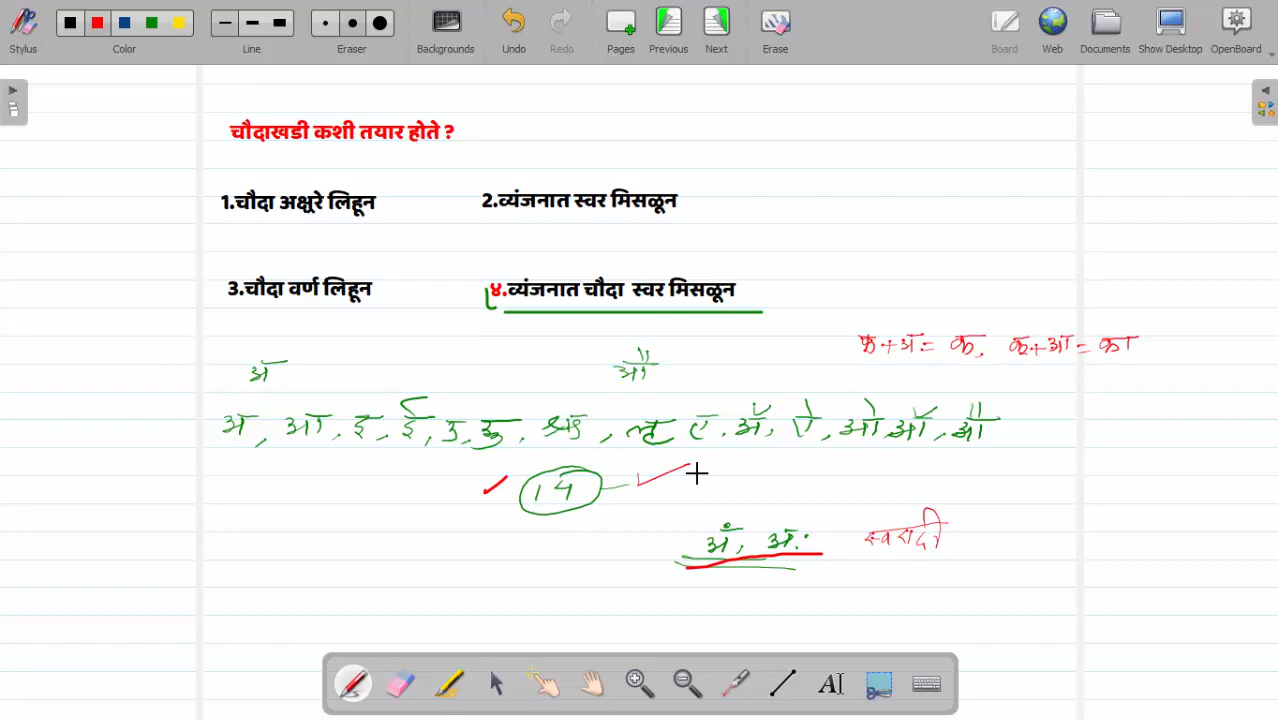 Stylus Color Line Eraser Backgrounds Undo Redo Pages Previous Next Erase Board Web Documents Show Desktop OpenBoard
चौदाखडी कशी तयार होते ?
1.चौदा अक्षरे लिहून 2.व्यंजनात स्वर मिसळून
3.चौदा वर्ण लिहून ४.व्यंजनात चौदा स्वर मिसळून
क + अ = क, क + आ = का
अ औ
अ, आ, इ, ई, उ, ऊ, ऋ, लृ ए, ॲ, ऐ, ओ, ऑ, औ
14
अं, अः स्वरादी